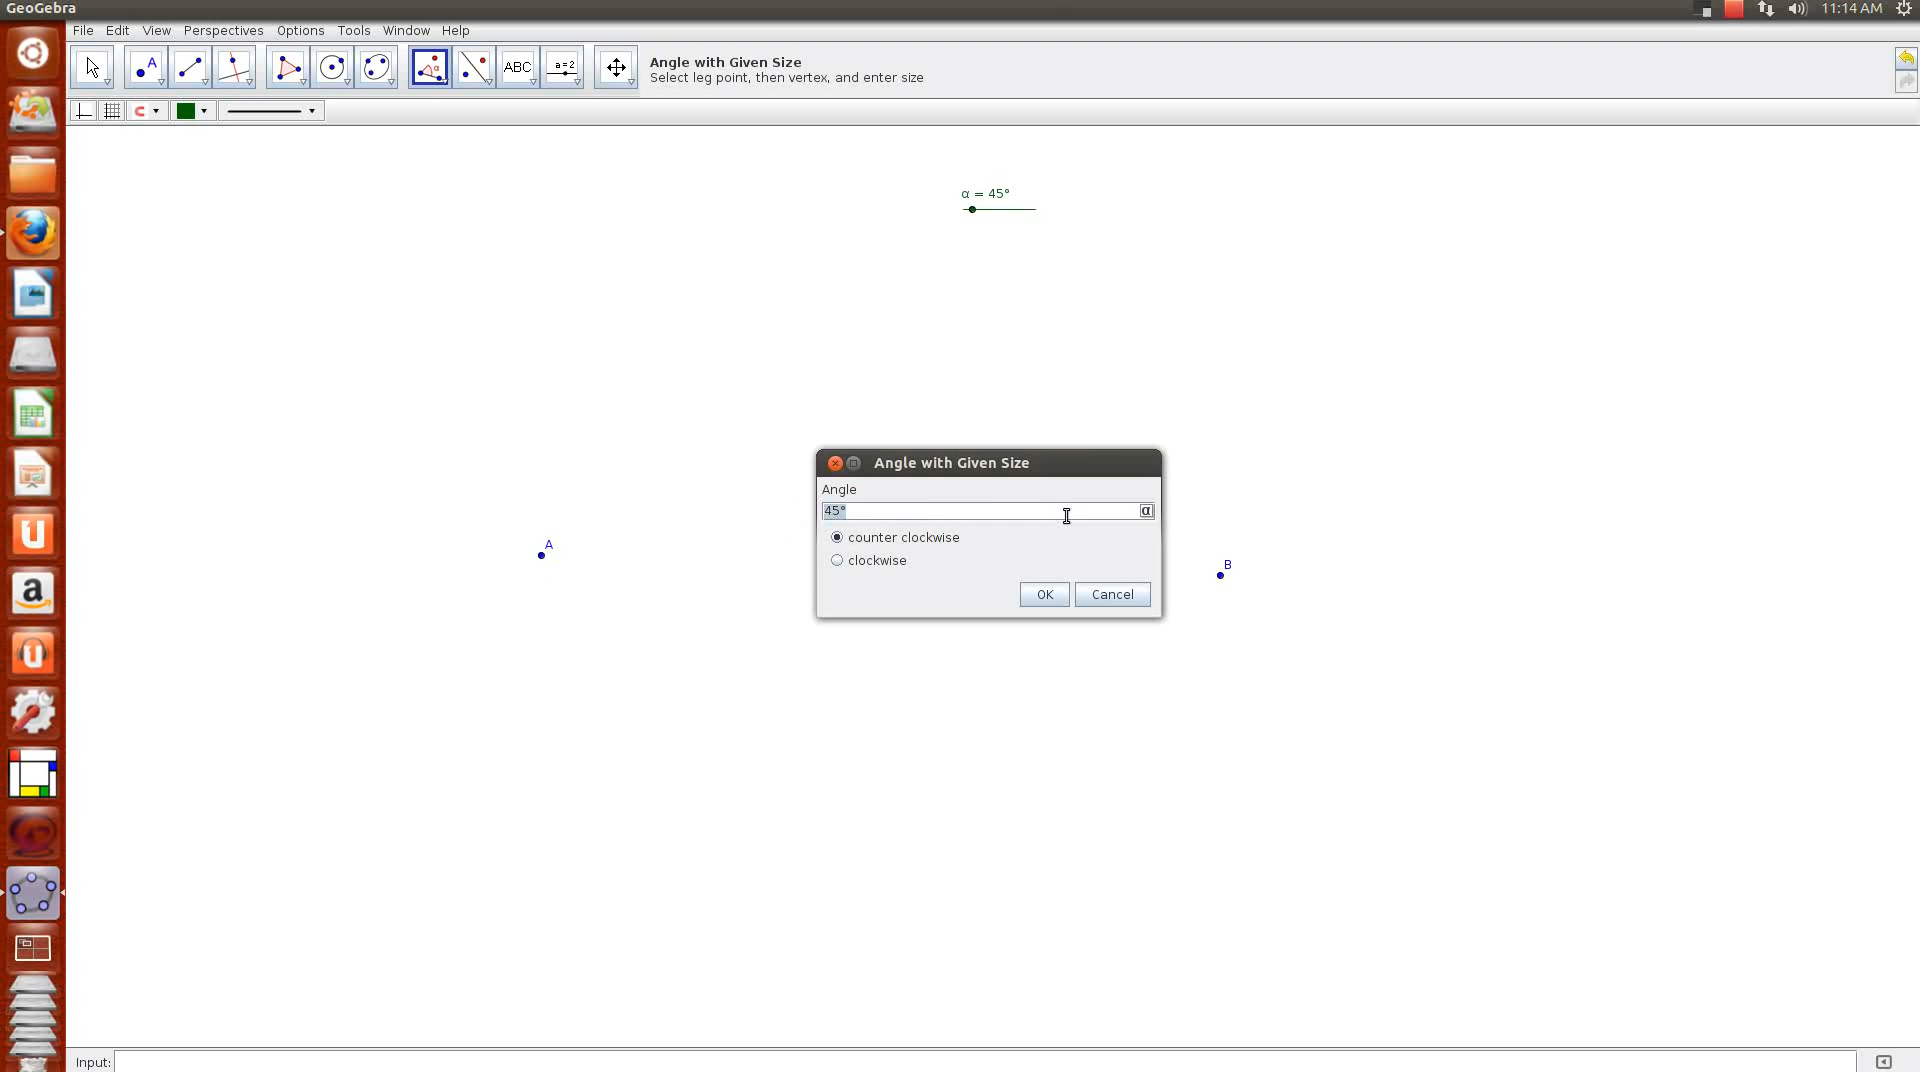 GeoGebra
11:14 AM
File Edit View Perspectives Options Tools Window Help
A
α
ABC
a=2
Angle with Given Size
Select leg point, then vertex, and enter size
α = 45°
Angle with Given Size
Angle
45°
α
counter clockwise
clockwise
OK Cancel
A
B
U
a
U
Input: